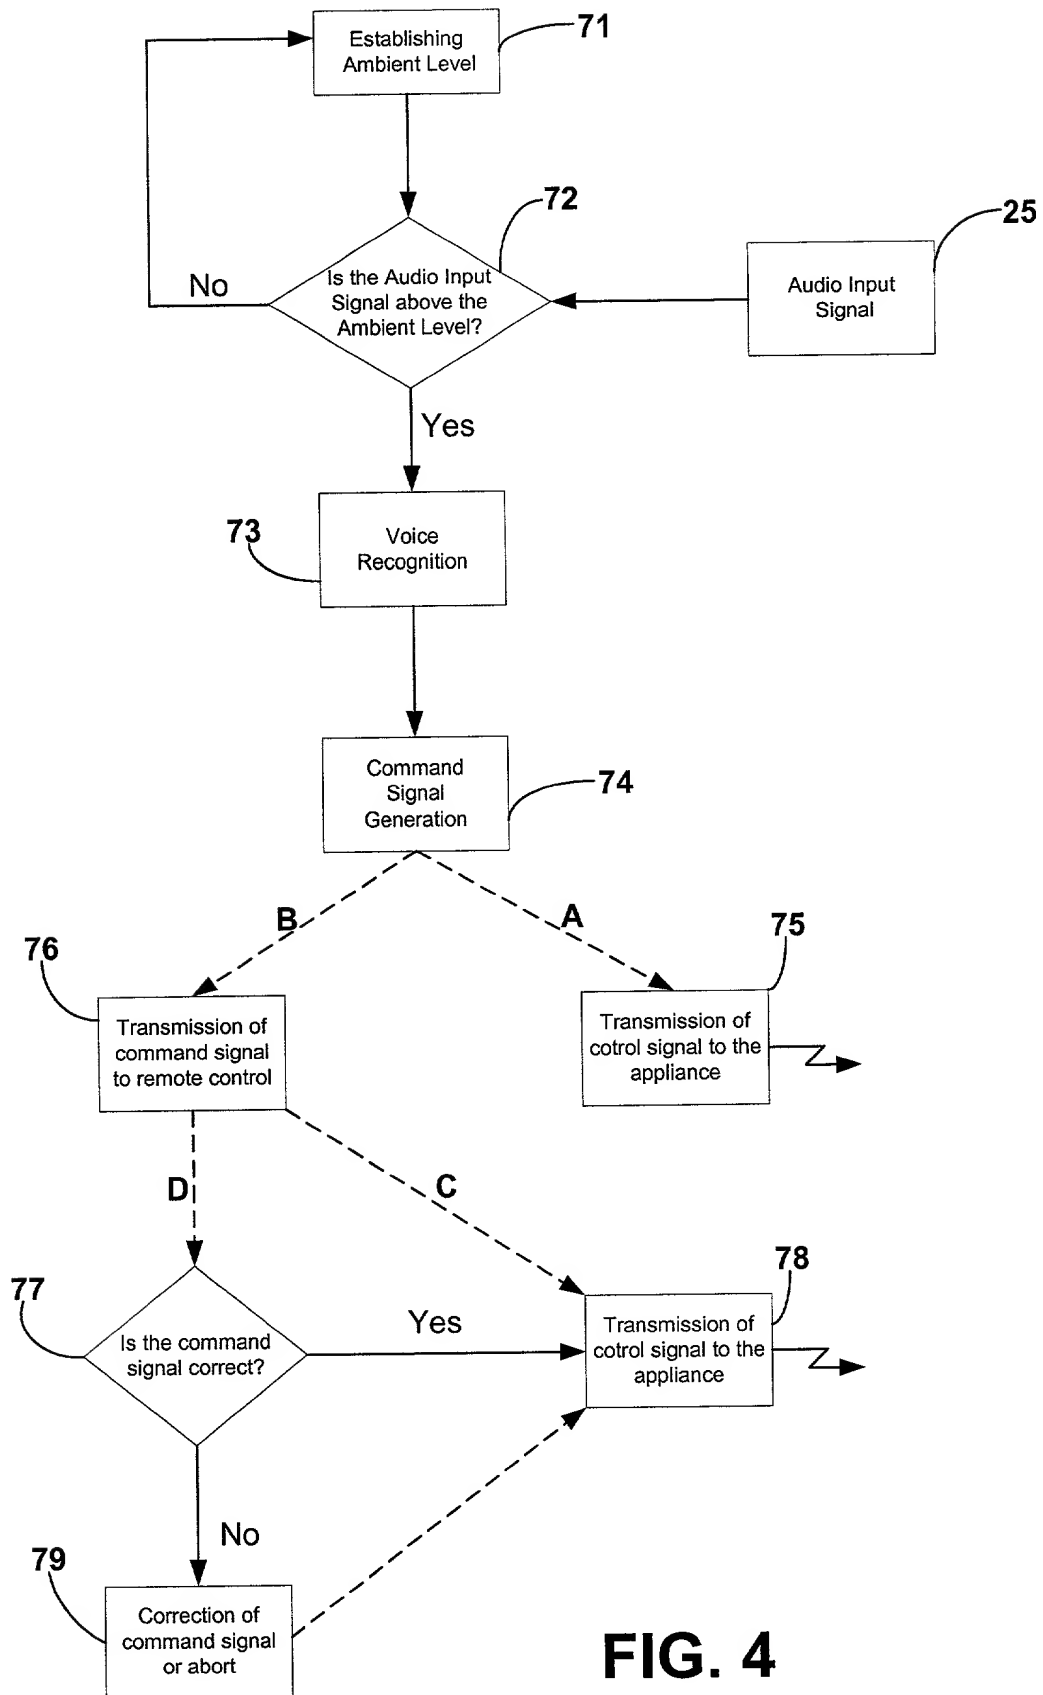 71
Establishing
Ambient Level
72
25
Is the Audio Input
Signal above the
Ambient Level?
No
Audio Input
Signal
Yes
73
Voice
Recognition
Command
Signal
Generation
74
B
A
76
75
Transmission of
command signal
to remote control
Transmission of
cotrol signal to the
appliance
D
C
77
78
Is the command
signal correct?
Yes
Transmission of
cotrol signal to the
appliance
No
79
Correction of
command signal
or abort
FIG. 4